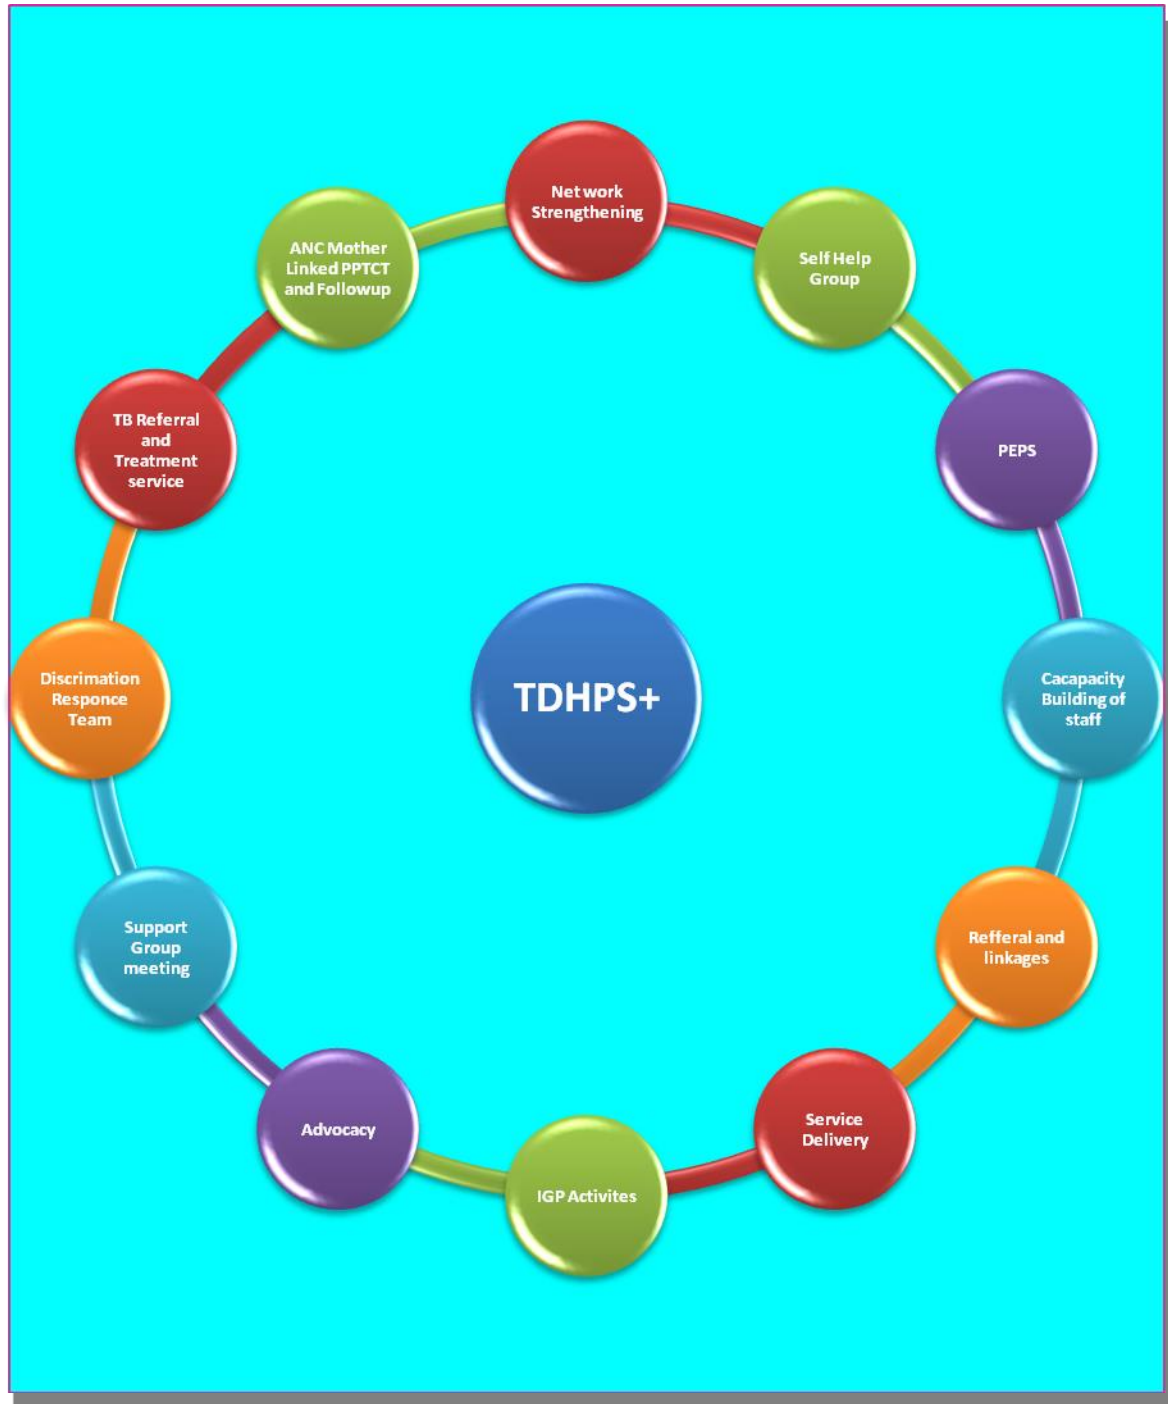 Net work
Strengthening
Self Help
Group
PEPS
Cacapacity
Building of
staff
Refferal and
linkages
Service
Delivery
IGP Activites
Advocacy
Support
Group
meeting
Discrimation
Responce
Team
TB Referral
and
Treatment
service
ANC Mother
Linked PPTCT
and Followup
TDHPS+